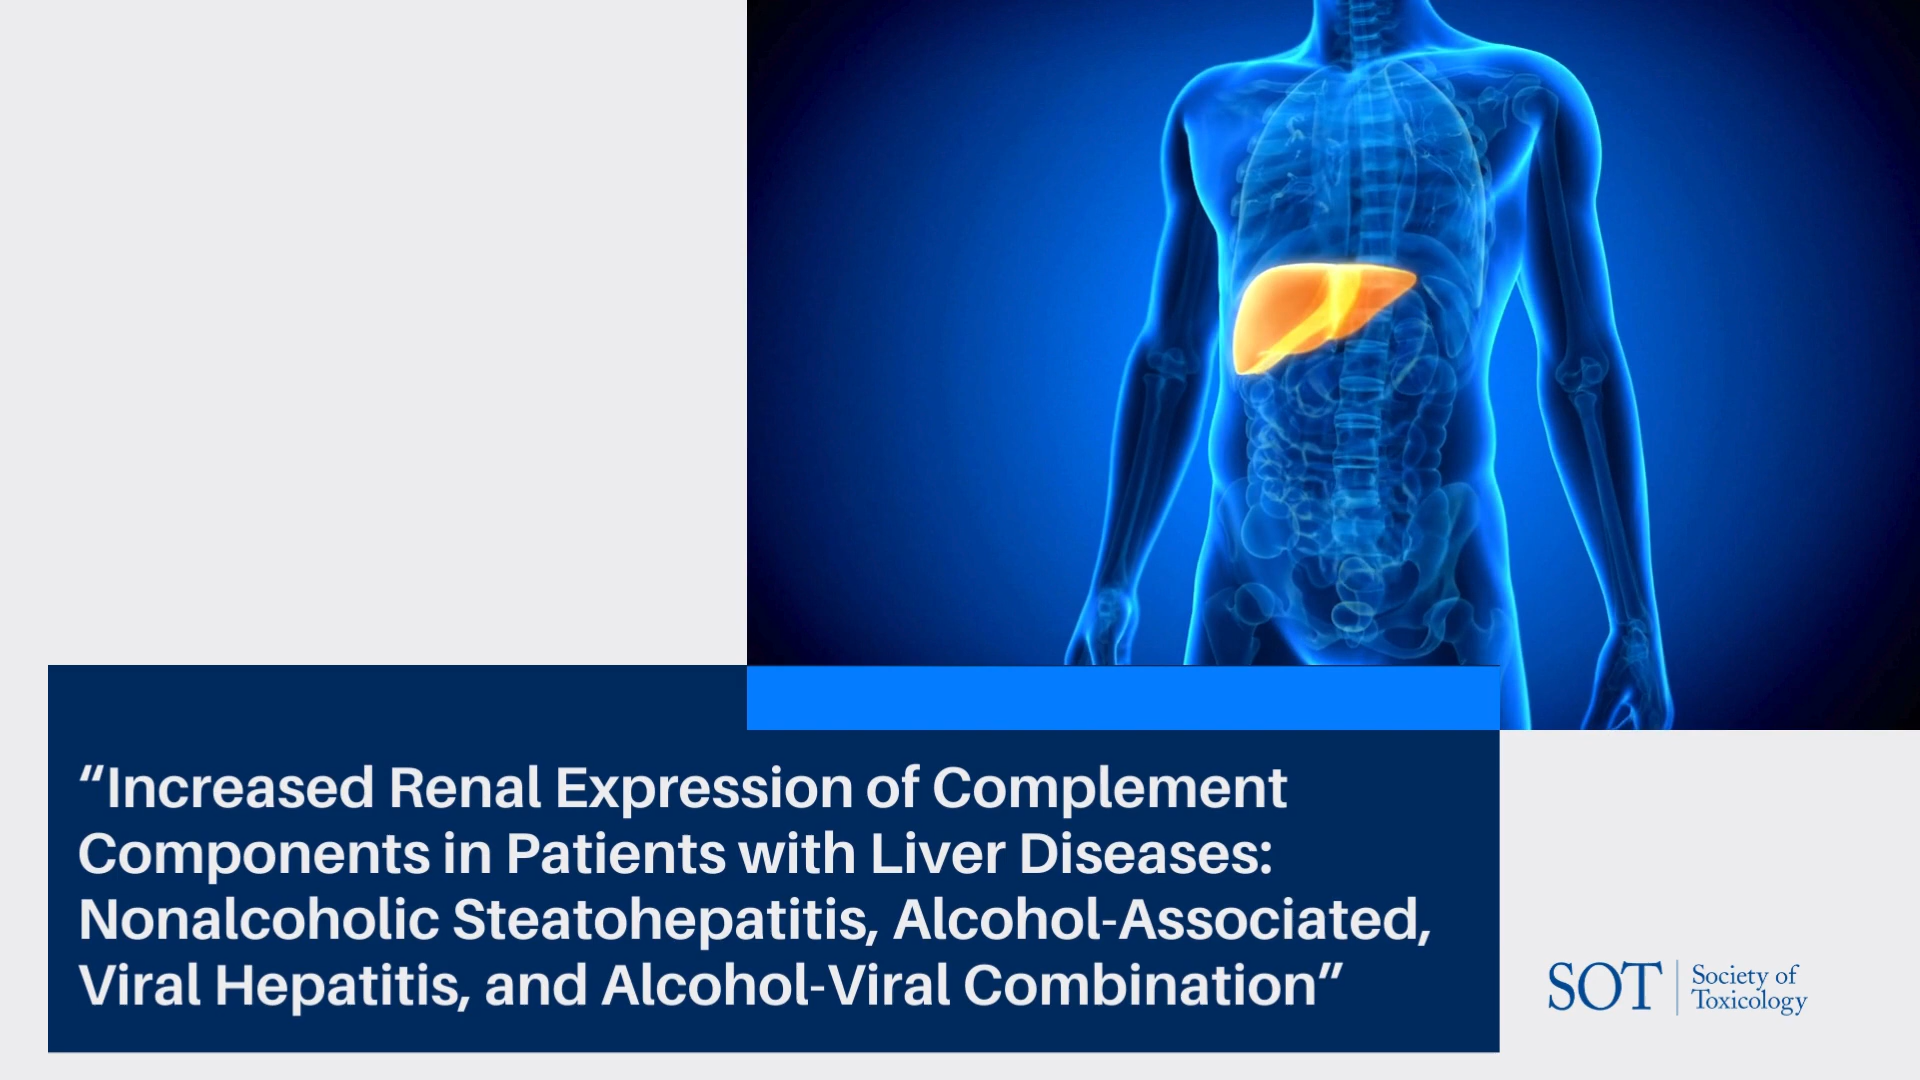 “Increased Renal Expression of Complement
Components in Patients with Liver Diseases:
Nonalcoholic Steatohepatitis, Alcohol-Associated,
Viral Hepatitis, and Alcohol-Viral Combination”
SOT
Society of
Toxicology